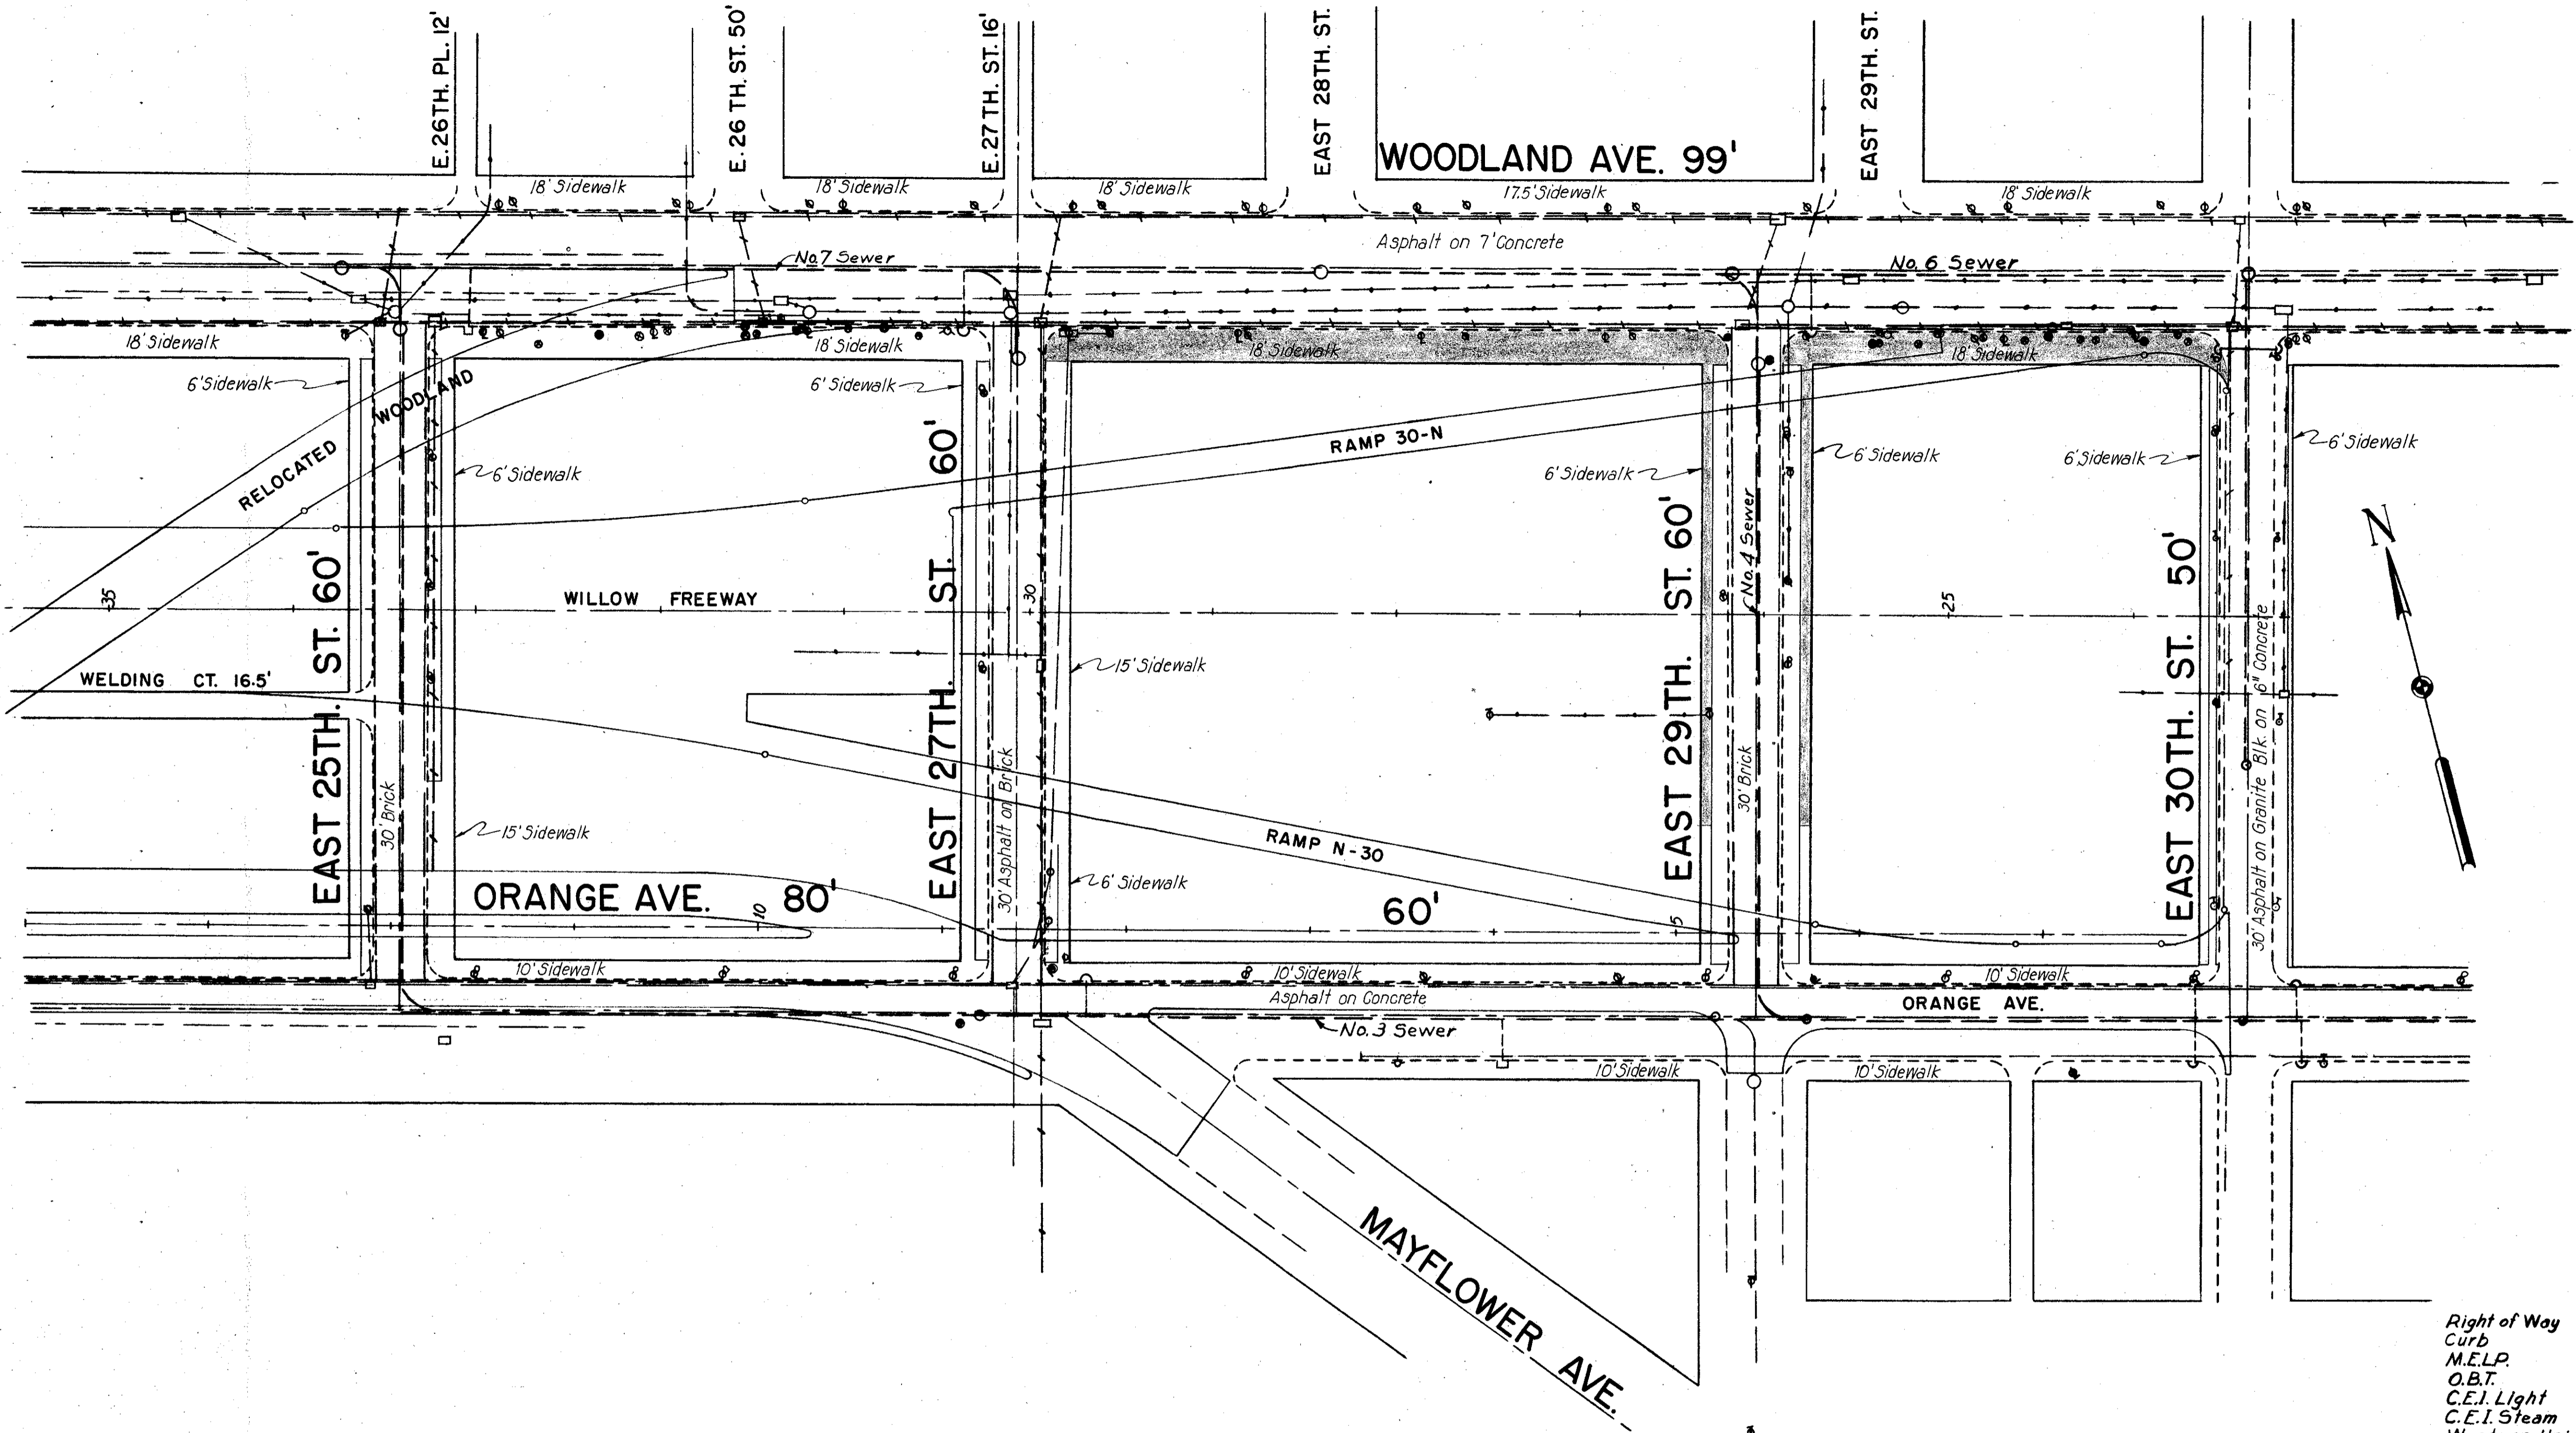 E. 26TH. PL. 12'
E. 26 TH. ST. 50'
E. 27 TH. ST. 16'
EAST 28TH. ST.
EAST 29TH. ST.
WOODLAND AVE. 99'
18' Sidewalk
18' Sidewalk
18' Sidewalk
17.5' Sidewalk
18' Sidewalk
Asphalt on 7' Concrete
No. 7 Sewer
No. 6 Sewer
18' Sidewalk
18' Sidewalk
18' Sidewalk
18' Sidewalk
6' Sidewalk
6' Sidewalk
RELOCATED WOODLAND
RAMP 30-N
6' Sidewalk
6' Sidewalk
6' Sidewalk
6' Sidewalk
6' Sidewalk
No. 4 Sewer
N
35
WILLOW FREEWAY
30
25
WELDING CT. 16.5'
EAST 25TH. ST. 60'
EAST 27TH. ST. 60'
EAST 29TH. ST. 60'
EAST 30TH. ST. 50'
15' Sidewalk
30' Brick
30' Asphalt on Brick
30' Brick
30' Asphalt on Granite Blk. on 6" Concrete
15' Sidewalk
RAMP N-30
6' Sidewalk
ORANGE AVE. 80'
10
60'
5
10' Sidewalk
10' Sidewalk
10' Sidewalk
Asphalt on Concrete
ORANGE AVE.
No. 3 Sewer
10' Sidewalk
10' Sidewalk
MAYFLOWER AVE.
Right of Way
Curb
M.E.L.P.
O.B.T.
C.E.I. Light
C.E.I. Steam